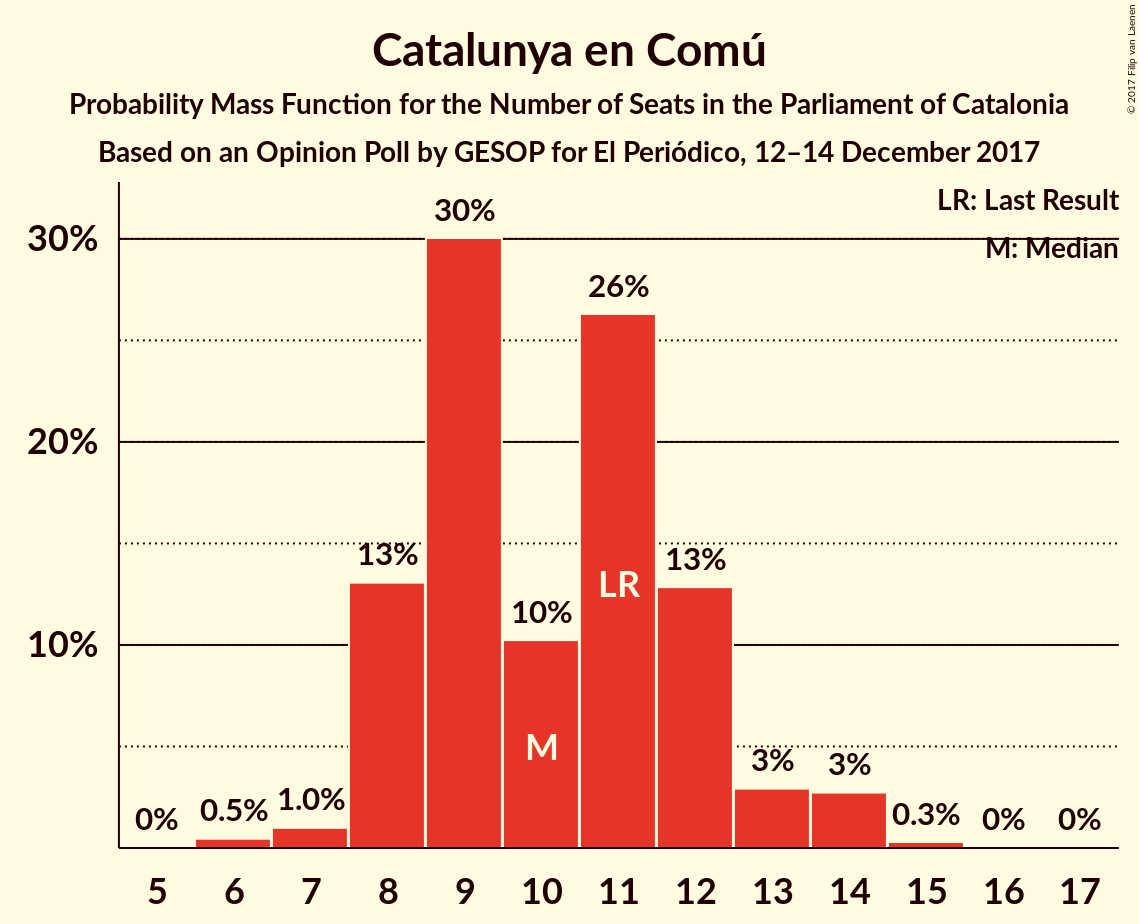 Catalunya en Comú
Probability Mass Function for the Number of Seats in the Parliament of Catalonia
Based on an Opinion Poll by GESOP for El Periódico, 12–14 December 2017
© 2017 Filip van Laenen
LR: Last Result
M: Median
30%
20%
10%
0%
0.5%
1.0%
13%
30%
10%
26%
13%
3%
3%
0.3%
0%
0%
LR
M
5 6 7 8 9 10 11 12 13 14 15 16 17